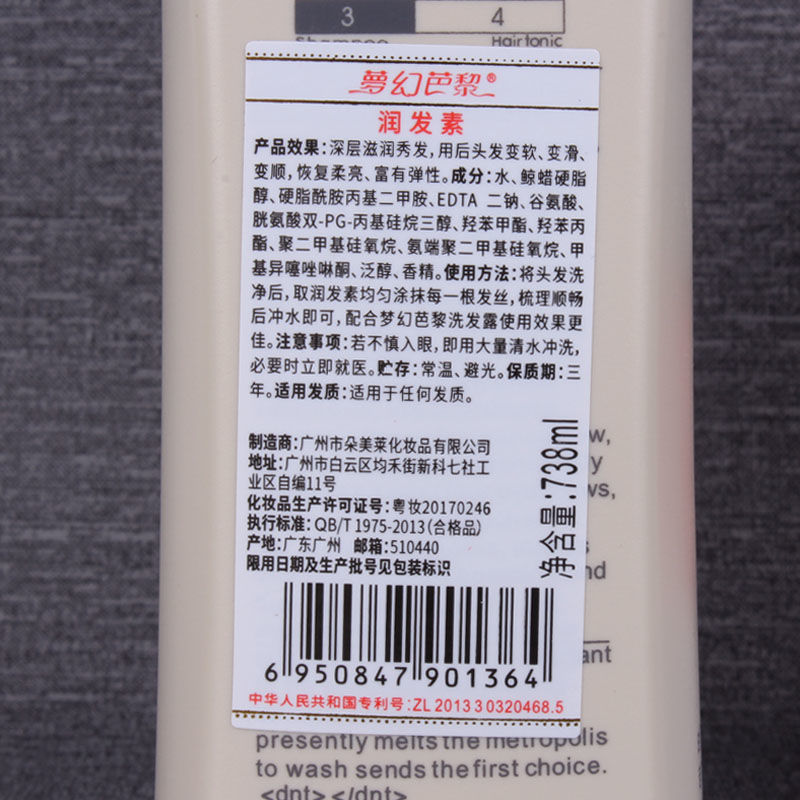 3 4
Shampoo Hair tonic
夢幻芭黎®
润发素
产品效果:深层滋润秀发,用后头发变软、变滑、
变顺,恢复柔亮、富有弹性。成分:水、鲸蜡硬脂
醇、硬脂酰胺丙基二甲胺、EDTA 二钠、谷氨酸、
胱氨酸双-PG-丙基硅烷三醇、羟苯甲酯、羟苯丙
酯、聚二甲基硅氧烷、氨端聚二甲基硅氧烷、甲
基异噻唑啉酮、泛醇、香精。使用方法:将头发洗
净后,取润发素均匀涂抹每一根发丝,梳理顺畅
后冲水即可,配合梦幻芭黎洗发露使用效果更
佳。注意事项:若不慎入眼,即用大量清水冲洗,
必要时立即就医。贮存:常温、避光。保质期:三
年。适用发质:适用于任何发质。
制造商:广州市朵美莱化妆品有限公司
地址:广州市白云区均禾街新科七社工
业区自编11号
化妆品生产许可证号:粤妆20170246
执行标准:QB/T 1975-2013(合格品)
产地:广东广州 邮箱:510440
限用日期及生产批号见包装标识
净含量:738ml
6 950847 901364
中华人民共和国专利号:ZL 2013 3 0320468.5
presently melts the metropolis
to wash sends the first choice.
<dnt> </dnt>